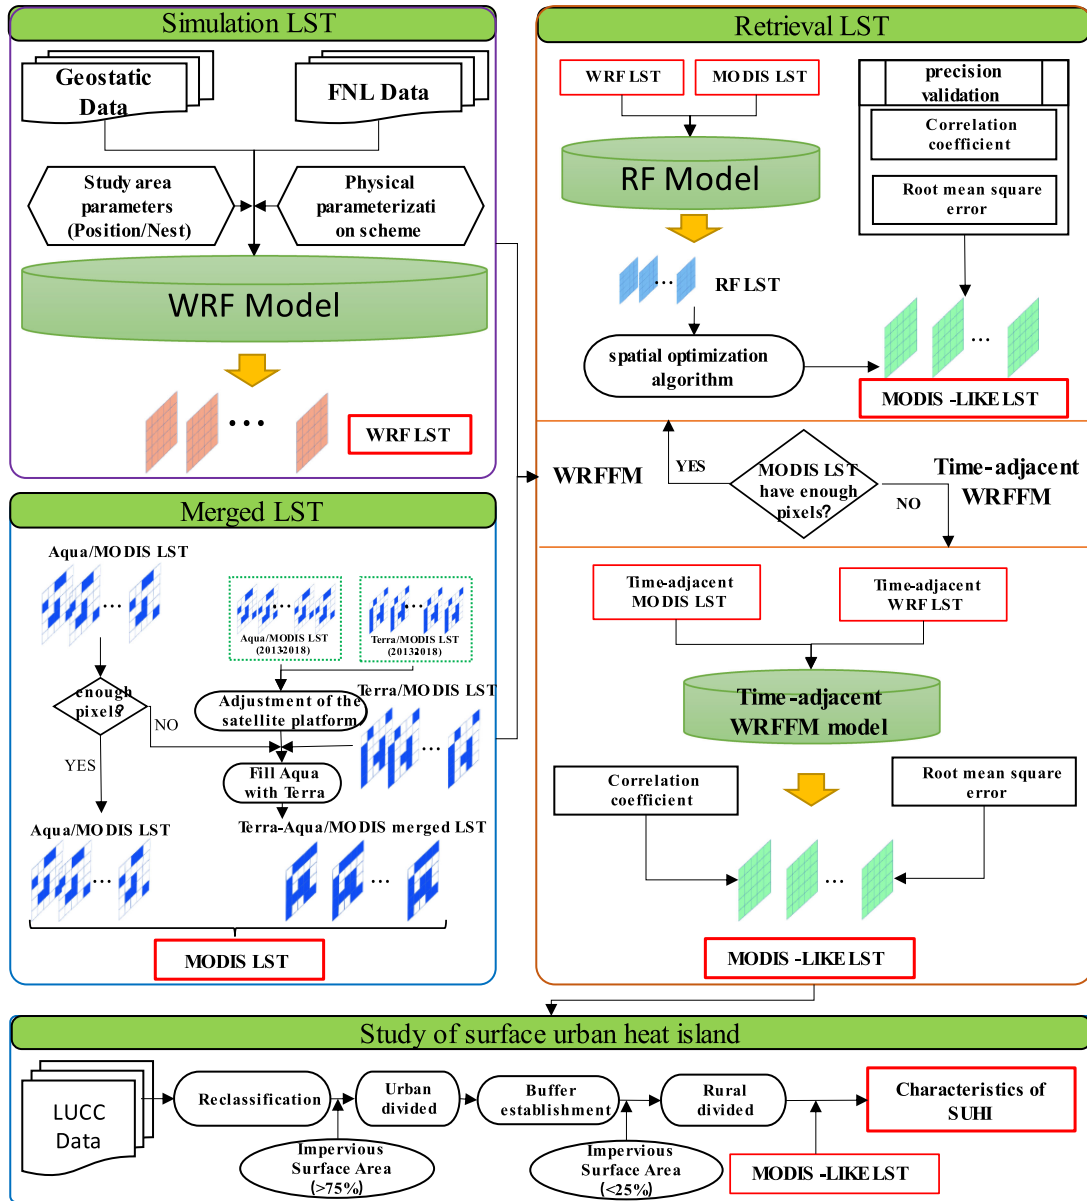 Simulation LST
Geostatic
Data
FNL Data
Study area
parameters
(Position/Nest)
Physical
parameterizati
on scheme
WRF Model
WRF LST
Merged LST
Aqua/MODIS LST
Aqua/MODIS LST
(2013-2018)
Terra/MODIS LST
(2013-2018)
enough
pixels?
NO
YES
Adjustment of the
satellite platform
Terra/MODIS LST
Fill Aqua
with Terra
Aqua/MODIS LST
Terra-Aqua/MODIS merged LST
MODIS LST
Retrieval LST
WRF LST
MODIS LST
RF Model
RF LST
spatial optimization
algorithm
precision
validation
Correlation
coefficient
Root mean square
error
MODIS -LIKE LST
WRFFM
YES
MODIS LST
have enough
pixels?
NO
Time-adjacent
WRFFM
Time-adjacent
MODIS LST
Time-adjacent
WRF LST
Time-adjacent
WRFFM model
Correlation
coefficient
Root mean square
error
MODIS -LIKE LST
Study of surface urban heat island
LUCC
Data
Reclassification
Urban
divided
Buffer
establishment
Rural
divided
Characteristics of
SUHI
Impervious
Surface Area
(>75%)
Impervious
Surface Area
(<25%)
MODIS -LIKE LST